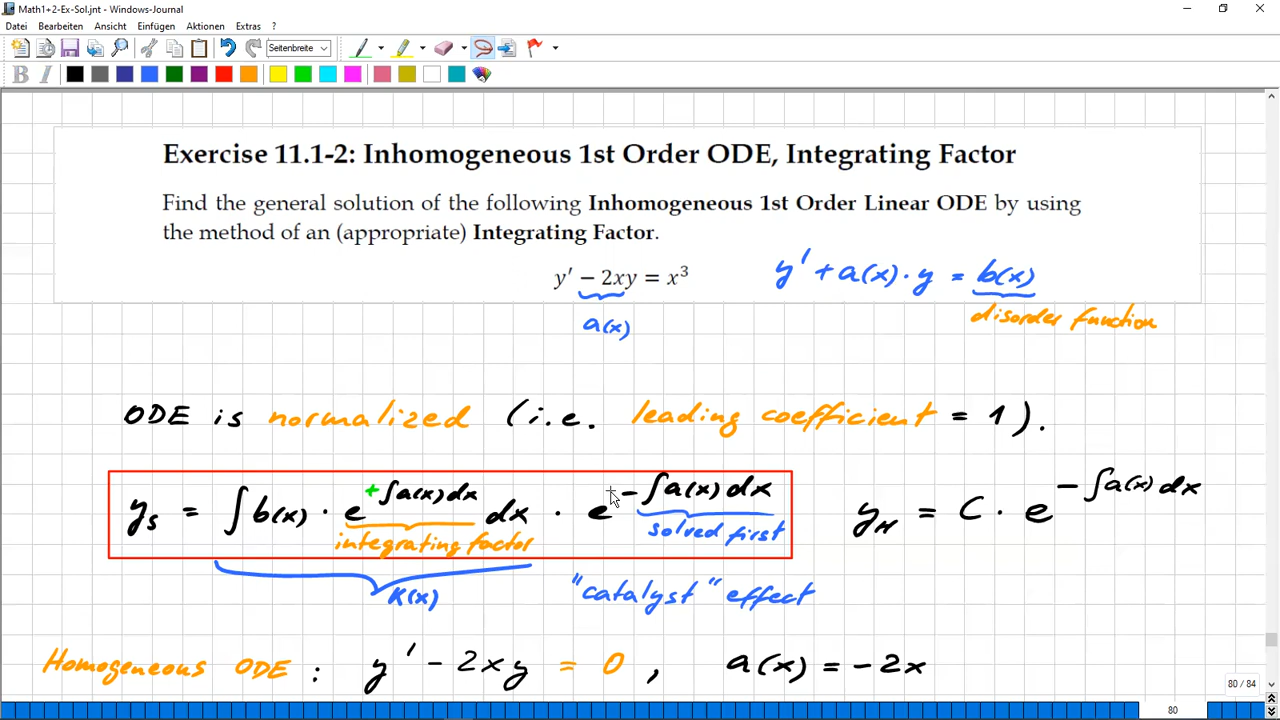 Math1+2-Ex-Sol.jnt - Windows-Journal
Datei Bearbeiten Ansicht Einfügen Aktionen Extras ?
Seitenbreite
B I
Exercise 11.1-2: Inhomogeneous 1st Order ODE, Integrating Factor
Find the general solution of the following Inhomogeneous 1st Order Linear ODE by using
the method of an (appropriate) Integrating Factor.
y′ − 2xy = x³ y' + a(x)·y = b(x)
a(x) disorder function
ODE is normalized (i.e. leading coefficient = 1).
y_S = ∫b(x) · e^{+∫a(x)dx} dx · e^{-∫a(x)dx} y_H = C · e^{-∫a(x)dx}
integrating factor solved first
K(x) "catalyst" effect
Homogeneous ODE : y' - 2xy = 0 , a(x) = -2x
80 / 84
80